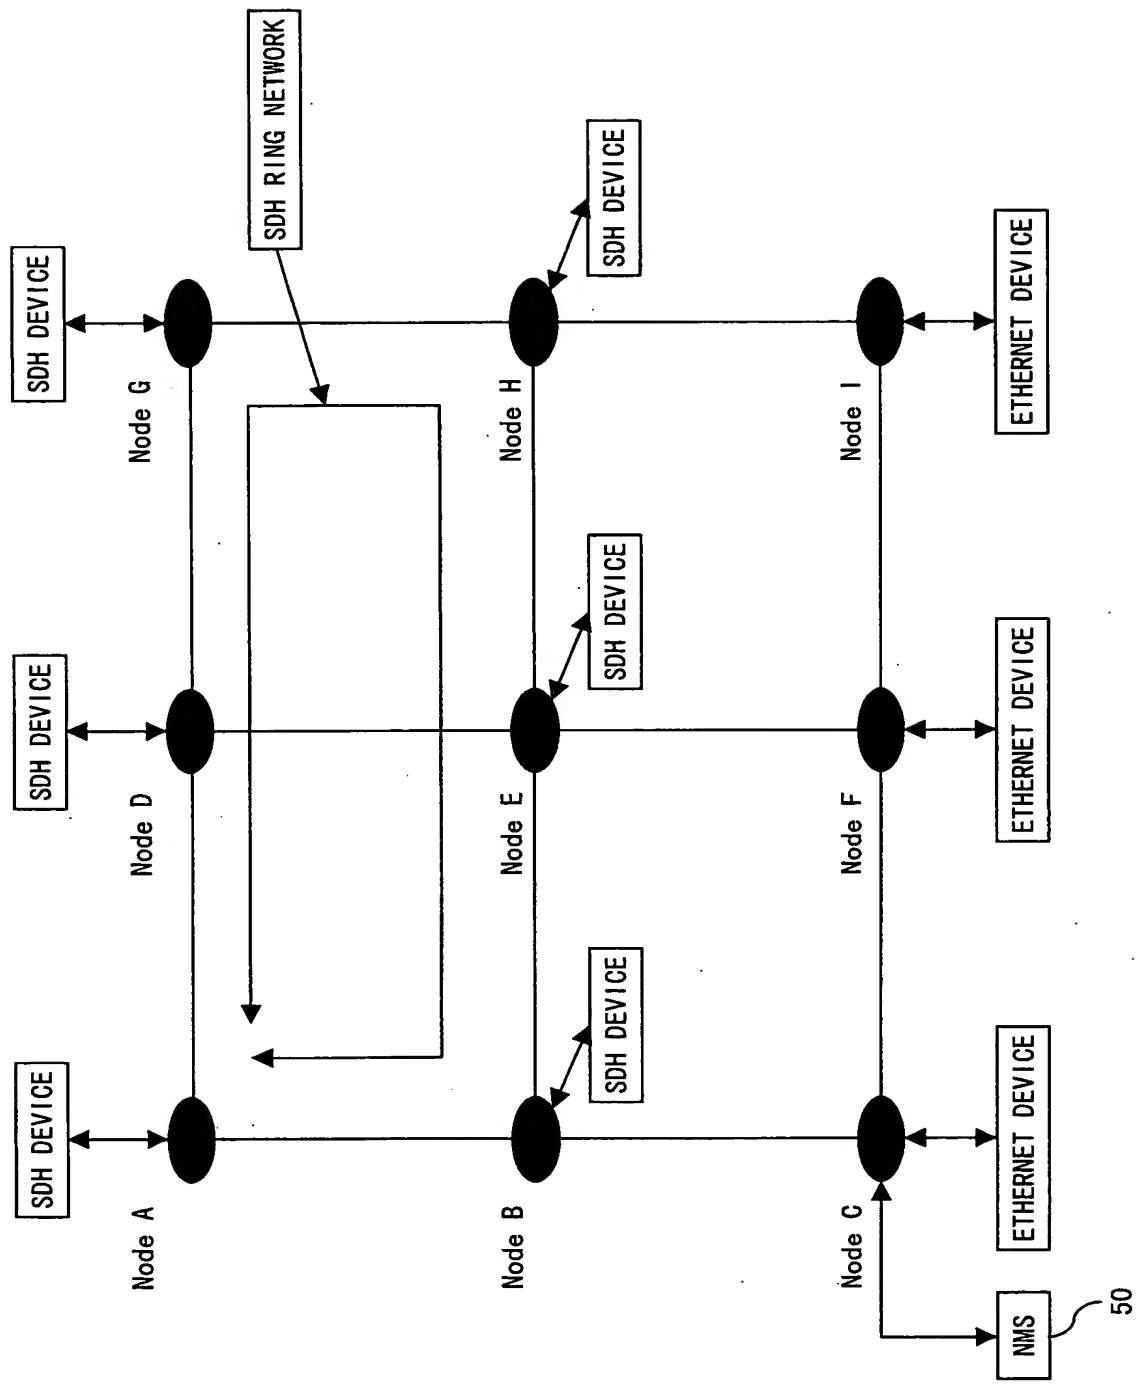 SDH DEVICE
SDH DEVICE
SDH DEVICE
SDH RING NETWORK
Node A
Node D
Node G
SDH DEVICE
SDH DEVICE
SDH DEVICE
Node B
Node E
Node H
Node C
Node F
Node I
NMS
ETHERNET DEVICE
ETHERNET DEVICE
ETHERNET DEVICE
50